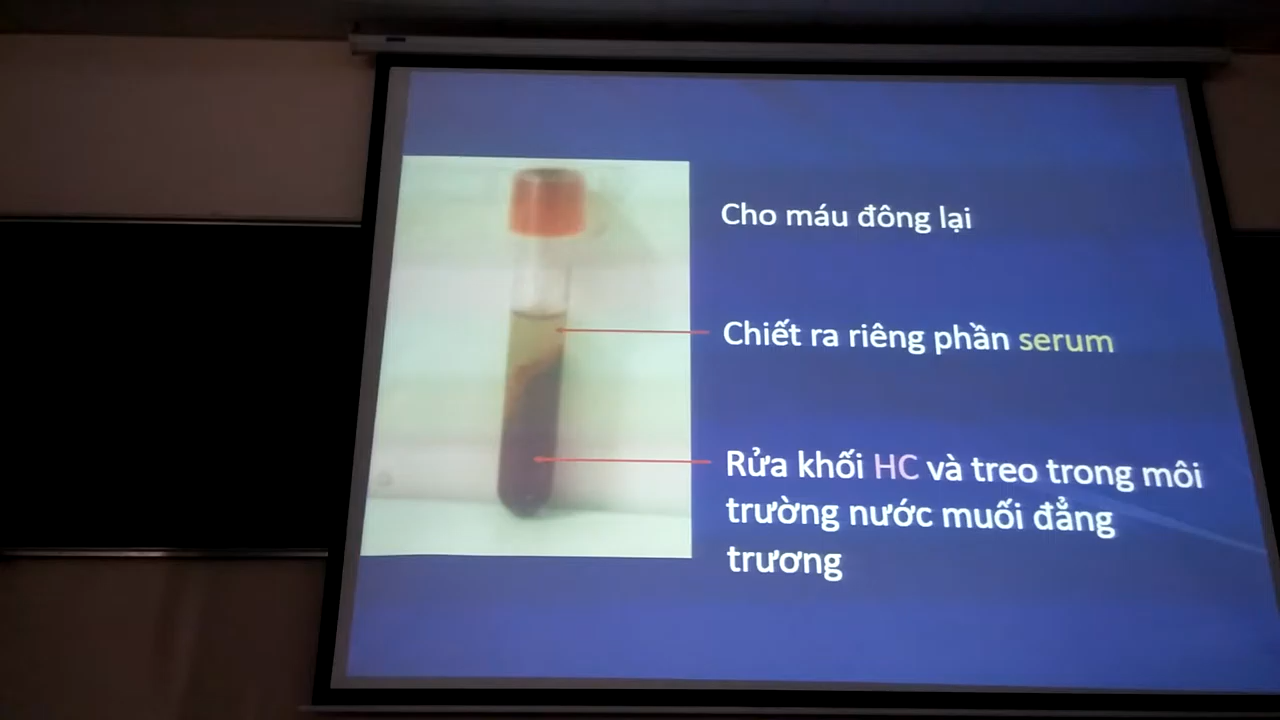 Cho máu đông lại
Chiết ra riêng phần serum
Rửa khối HC và treo trong môi
trường nước muối đẳng
trương